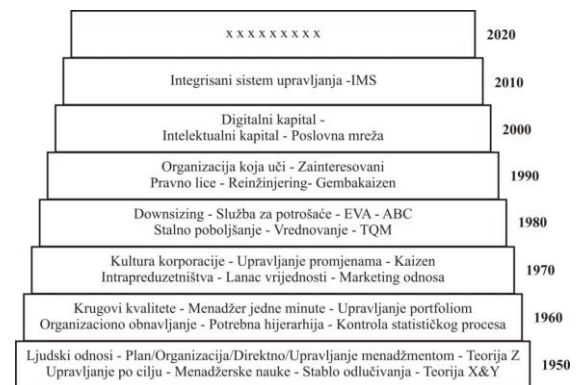 x x x x x x x x x 2020
Integrisani sistem upravljanja -IMS 2010
Digitalni kapital -
Intelektualni kapital - Poslovna mreža 2000
Organizacija koja uči - Zainteresovani
Pravno lice - Reinžinjering- Gembakaizen 1990
Downsizing - Služba za potrošaće - EVA - ABC
Stalno poboljšanje - Vrednovanje - TQM 1980
Kultura korporacije - Upravljanje promjenama - Kaizen
Intrapreduzetništva - Lanac vrijednosti - Marketing odnosa 1970
Krugovi kvalitete - Menadžer jedne minute - Upravljanje portfoliom
Organizaciono obnavljanje - Potrebna hijerarhija - Kontrola statističkog procesa 1960
Ljudski odnosi - Plan/Organizacija/Direktno/Upravljanje menadžmentom - Teorija Z
Upravljanje po cilju - Menadžerske nauke - Stablo odlučivanja - Teorija X&Y 1950